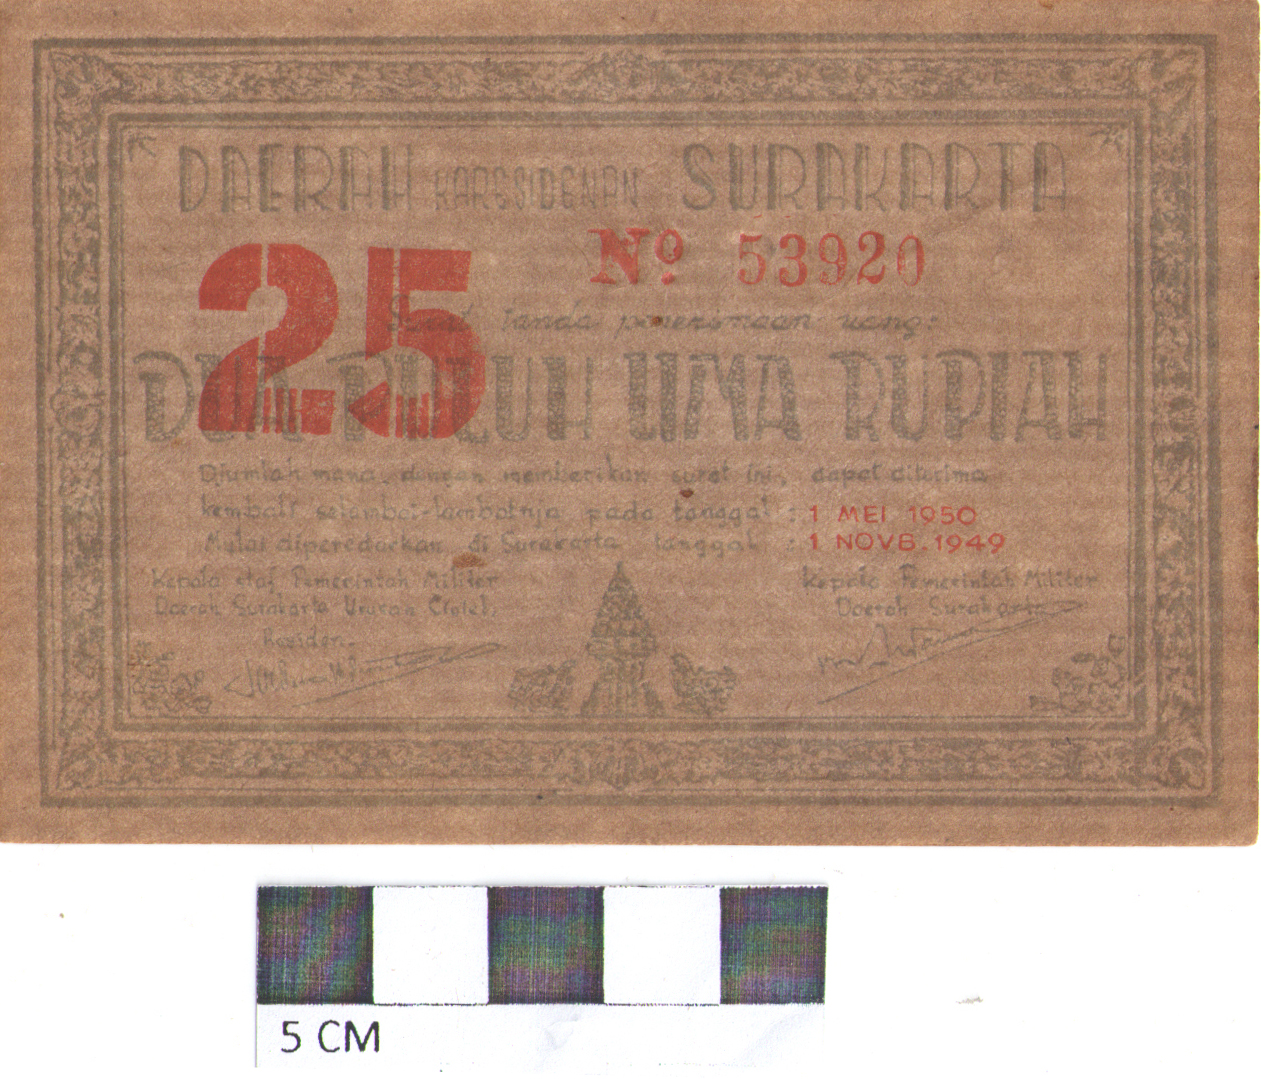 DAERAH KARESIDENAN SURAKARTA
25
No 53920
Surat tanda penerimaan uang:
DUA PULUH LIMA RUPIAH
Djumlah mana, dengan memberikan surat ini, dapat diterima
kembali selambat-lambatnja pada tanggal : 1 MEI 1950
Mulai diperedarkan di Surakarta tanggal : 1 NOVB. 1949
Kepala staf Pemerintah Militer
Daerah Surakarta Urusan Civiel.
Residen.
Kepala Pemerintah Militer
Daerah Surakarta
5 CM